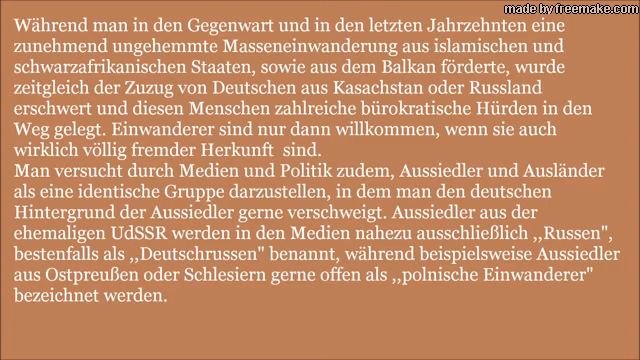 made by freemake.com
Während man in den Gegenwart und in den letzten Jahrzehnten eine
zunehmend ungehemmte Masseneinwanderung aus islamischen und
schwarzafrikanischen Staaten, sowie aus dem Balkan förderte, wurde
zeitgleich der Zuzug von Deutschen aus Kasachstan oder Russland
erschwert und diesen Menschen zahlreiche bürokratische Hürden in den
Weg gelegt. Einwanderer sind nur dann willkommen, wenn sie auch
wirklich völlig fremder Herkunft  sind.
Man versucht durch Medien und Politik zudem, Aussiedler und Ausländer
als eine identische Gruppe darzustellen, in dem man den deutschen
Hintergrund der Aussiedler gerne verschweigt. Aussiedler aus der
ehemaligen UdSSR werden in den Medien nahezu ausschließlich ,,Russen",
bestenfalls als ,,Deutschrussen" benannt, während beispielsweise Aussiedler
aus Ostpreußen oder Schlesiern gerne offen als ,,polnische Einwanderer"
bezeichnet werden.